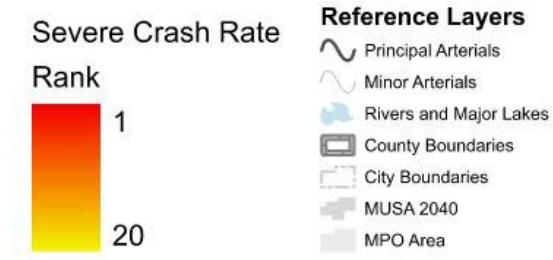 Severe Crash Rate
Rank
1
20
Reference Layers
Principal Arterials
Minor Arterials
Rivers and Major Lakes
County Boundaries
City Boundaries
MUSA 2040
MPO Area